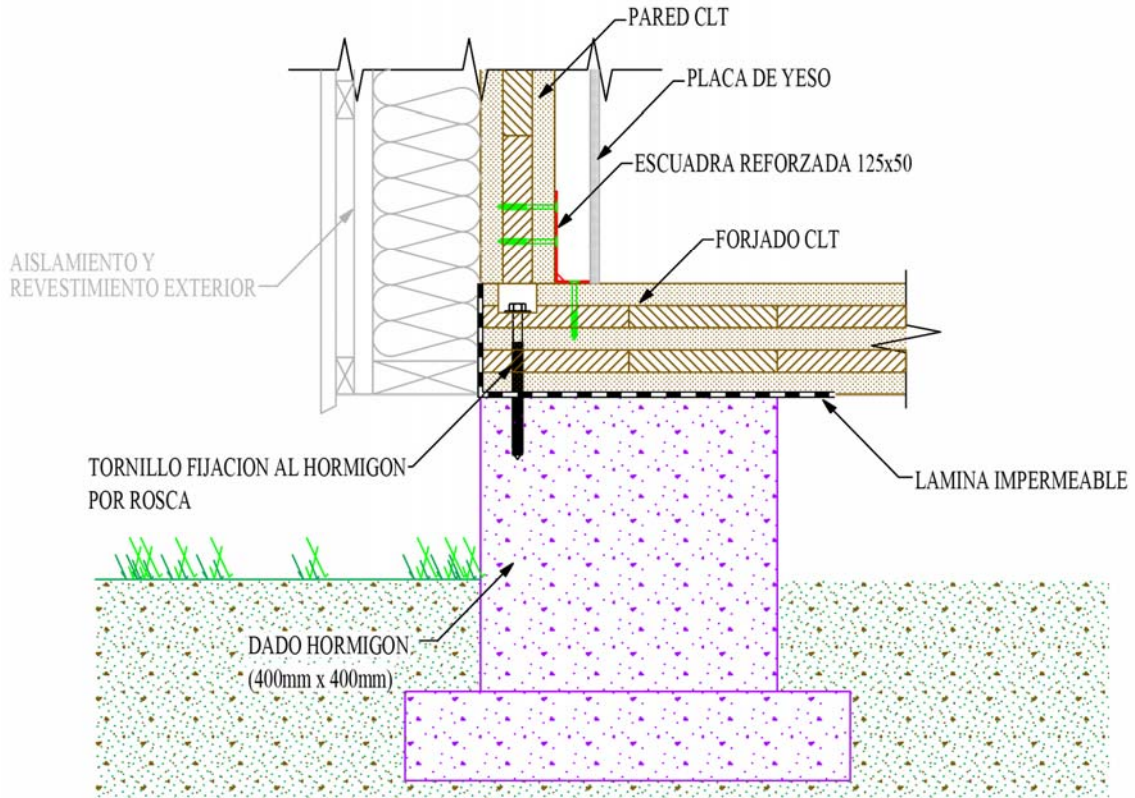 PARED CLT
PLACA DE YESO
ESCUADRA REFORZADA 125x50
FORJADO CLT
AISLAMIENTO Y
REVESTIMIENTO EXTERIOR
TORNILLO FIJACION AL HORMIGON
POR ROSCA
LAMINA IMPERMEABLE
DADO HORMIGON
(400mm x 400mm)